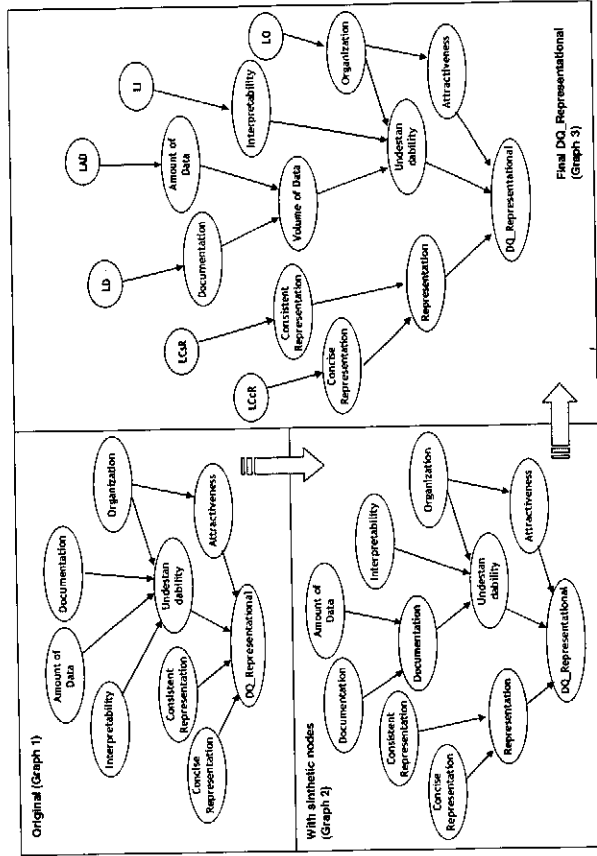 Original (Graph 1)
Amount of
Data
Documentation
Organization
Interpretability
Undestan
dability
Attractiveness
Consistent
Representation
Concise
Representation
DQ_Representational
With sinthetic nodes
(Graph 2)
Amount of
Data
Documentation
Interpretability
Organization
Documentation
Consistent
Representation
Undestan
dability
Concise
Representation
Attractiveness
Representation
DQ_Representational
LAD
LI
LD
LO
LCsR
LCcR
Amount of
Data
Interpretability
Organization
Documentation
Volume of Data
Consistent
Representation
Concise
Representation
Undestan
dability
Attractiveness
Representation
DQ_Representational
Final DQ_Representational
(Graph 3)